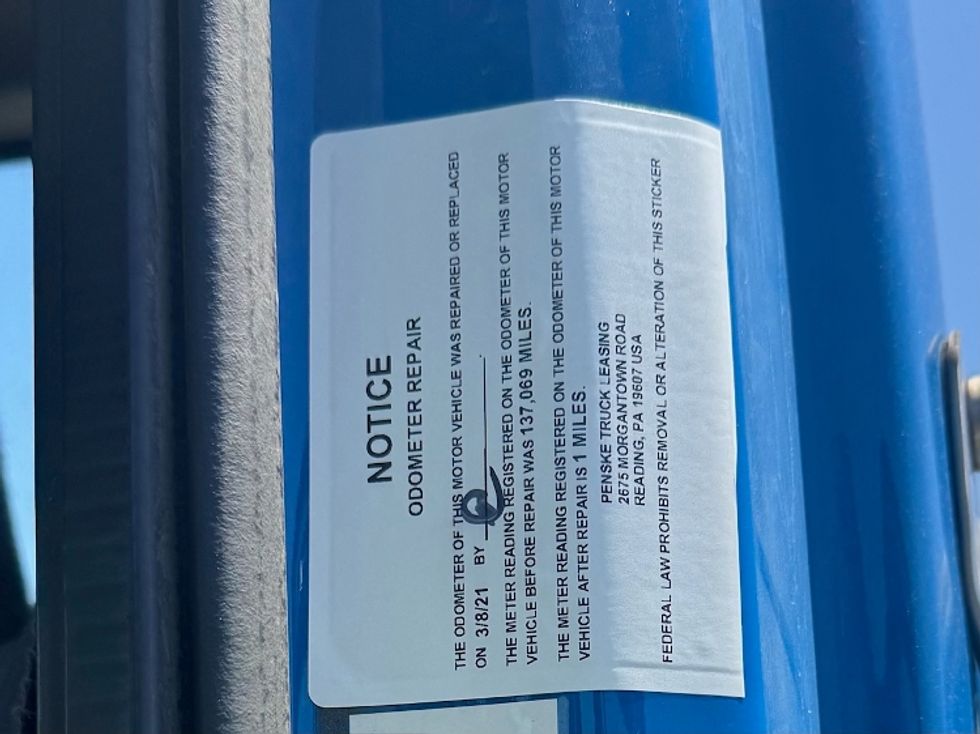 NOTICE
ODOMETER REPAIR
THE ODOMETER OF THIS MOTOR VEHICLE WAS REPAIRED OR REPLACED
ON 3/8/21 BY
THE METER READING REGISTERED ON THE ODOMETER OF THIS MOTOR
VEHICLE BEFORE REPAIR WAS 137,069 MILES.
THE METER READING REGISTERED ON THE ODOMETER OF THIS MOTOR
VEHICLE AFTER REPAIR IS 1 MILES.
PENSKE TRUCK LEASING
2675 MORGANTOWN ROAD
READING, PA 19607 USA
FEDERAL LAW PROHIBITS REMOVAL OR ALTERATION OF THIS STICKER